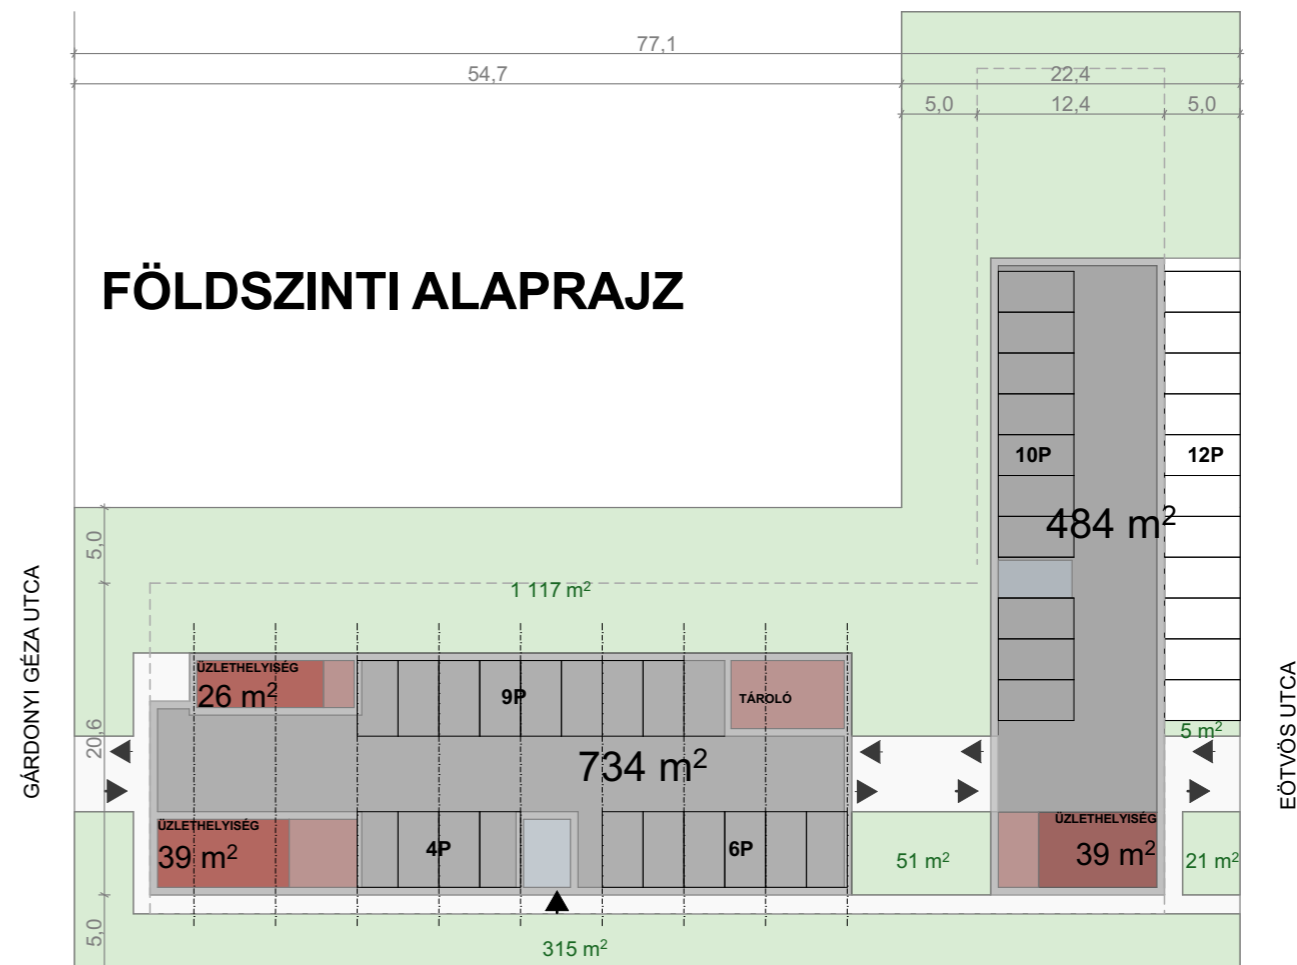 77,1
54,7
22,4
5,0
12,4
5,0
FÖLDSZINTI ALAPRAJZ
10P
12P
484 m²
5,0
GÁRDONYI GÉZA UTCA
1 117 m²
ÜZLETHELYISÉG
26 m²
9P
TÁROLÓ
20,6
734 m²
5 m²
EÖTVÖS UTCA
ÜZLETHELYISÉG
39 m²
4P
6P
51 m²
ÜZLETHELYISÉG
39 m²
21 m²
5,0
315 m²